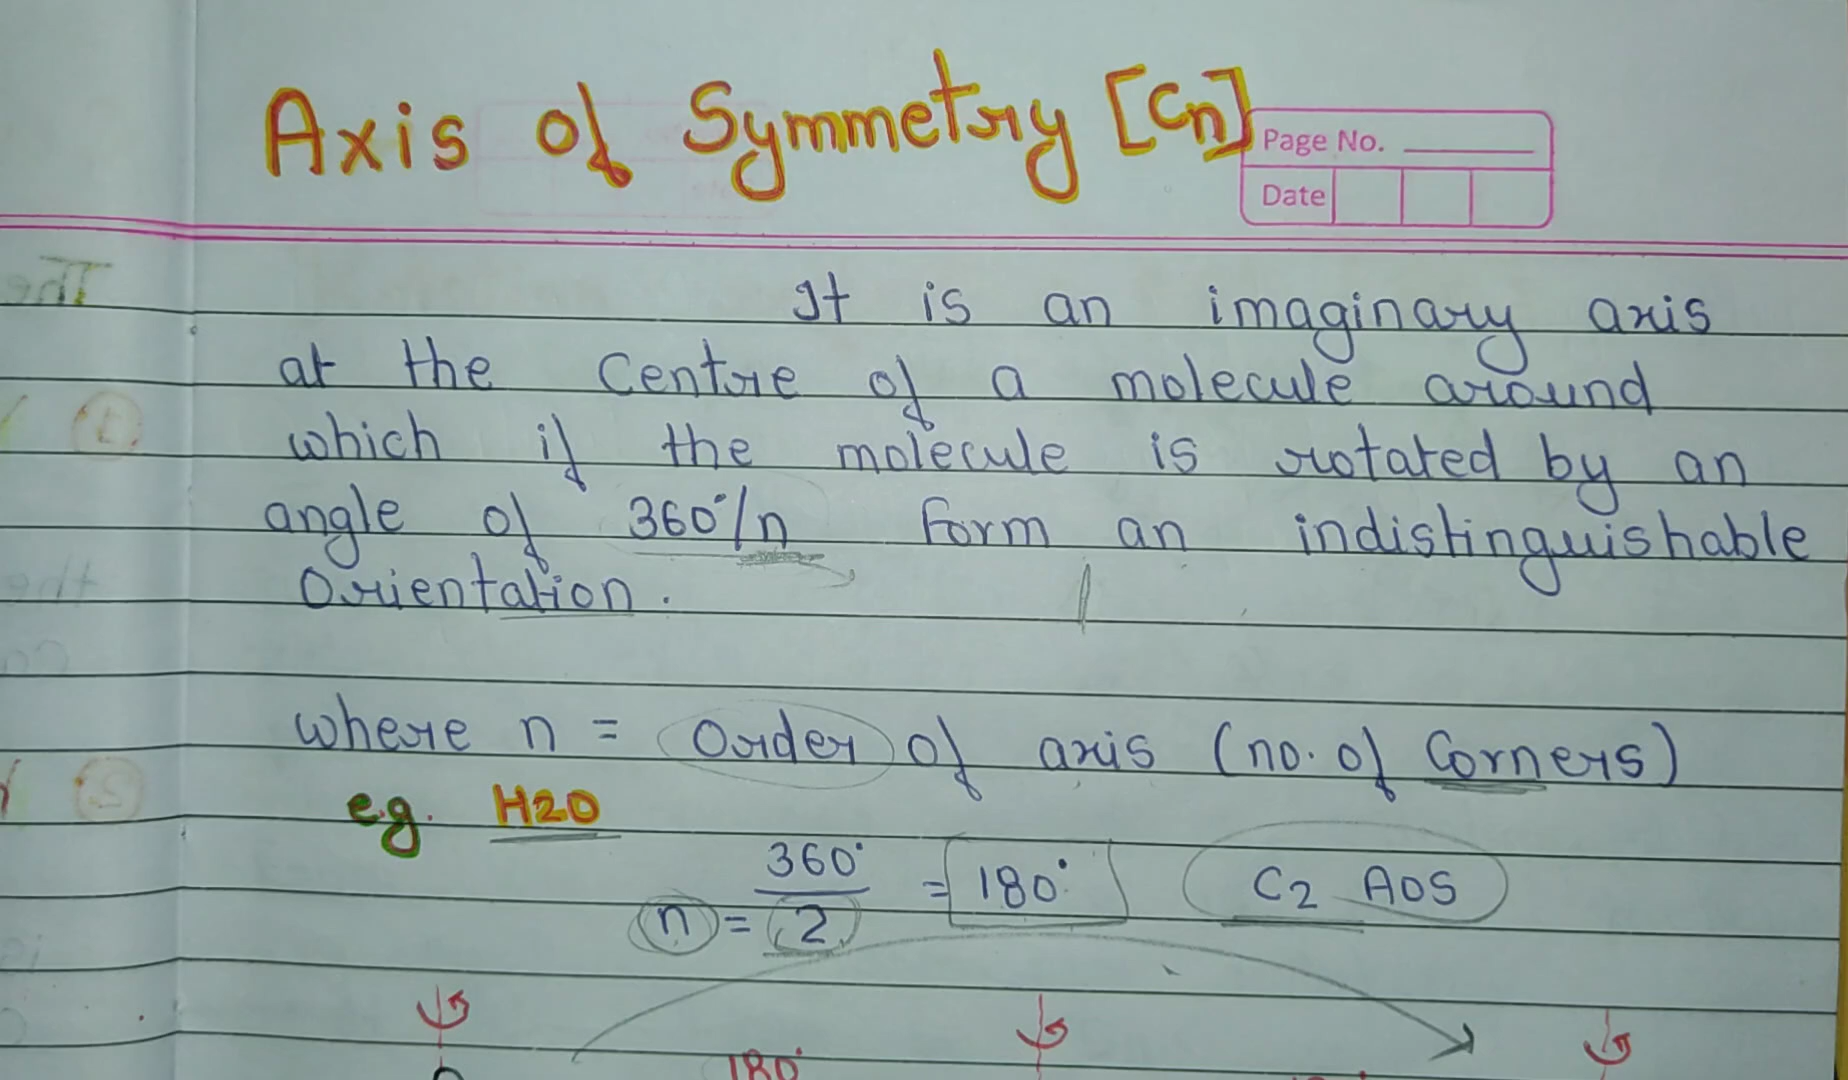 Axis of Symmetry [Cn]
Page No.
Date
It is an imaginary axis
at the Centre of a molecule around
which if the molecule is rotated by an
angle of 360°/n form an indistinguishable
Orientation.
where n = Order of axis (no. of Corners)
e.g. H2O
n = 360°/2 = 180° C2 AOS
180°